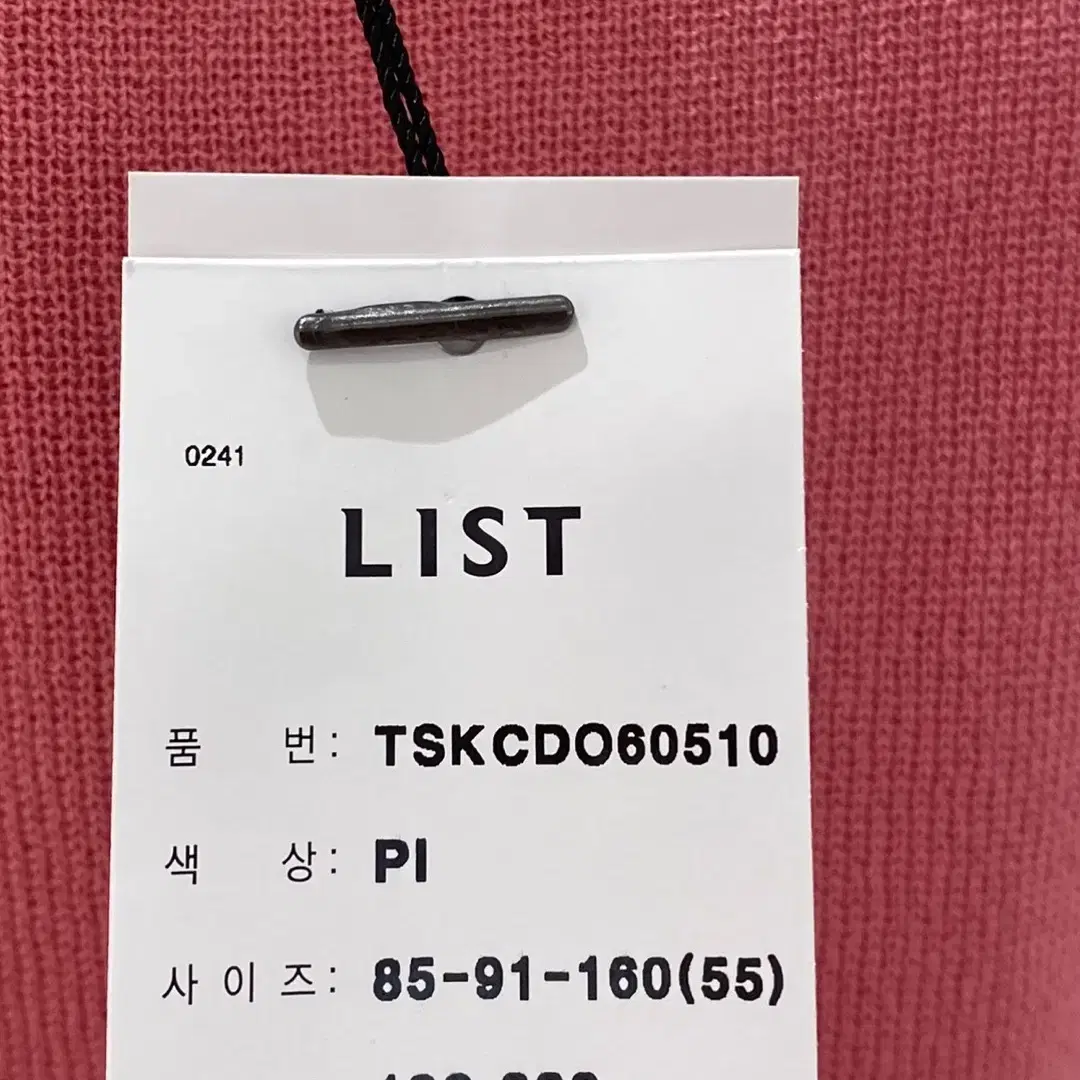 0241
LIST
품 번: TSKCDO60510
색 상: PI
사 이 즈: 85-91-160(55)